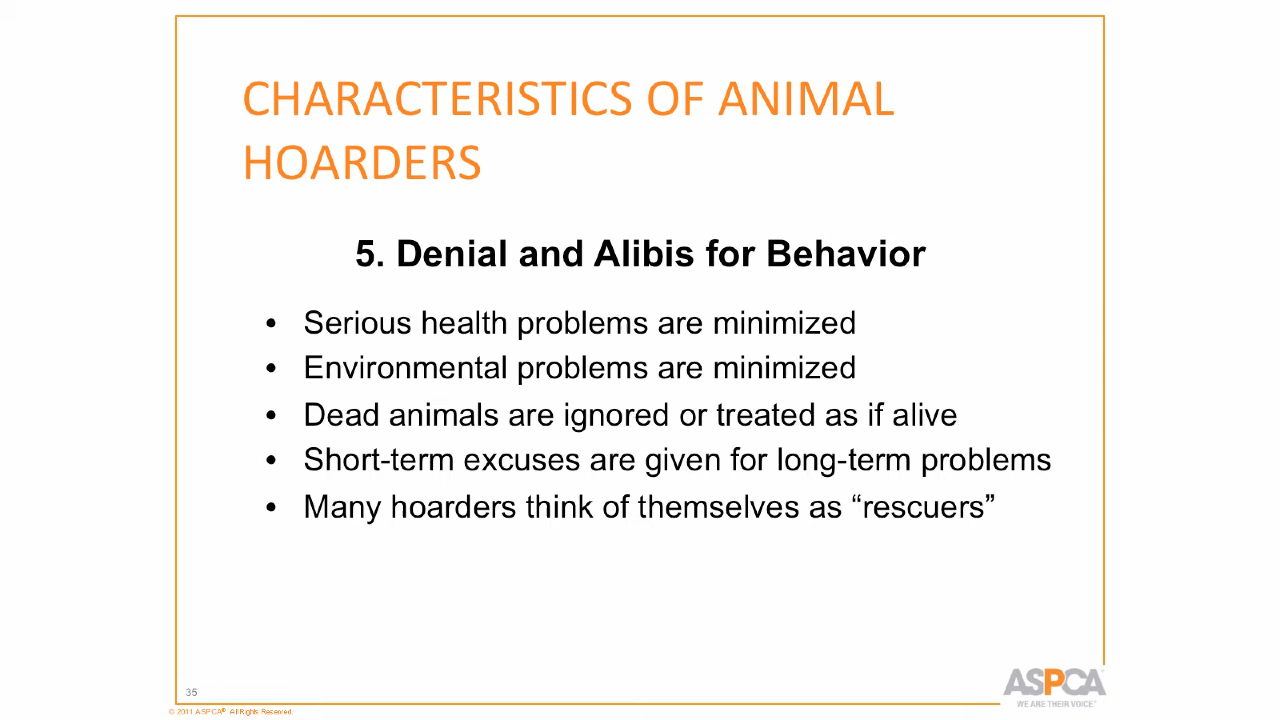 CHARACTERISTICS OF ANIMAL
HOARDERS
5. Denial and Alibis for Behavior
• Serious health problems are minimized
• Environmental problems are minimized
• Dead animals are ignored or treated as if alive
• Short-term excuses are given for long-term problems
• Many hoarders think of themselves as “rescuers”
35
© 2011 ASPCA® All Rights Reserved.
ASPCA
WE ARE THEIR VOICE™